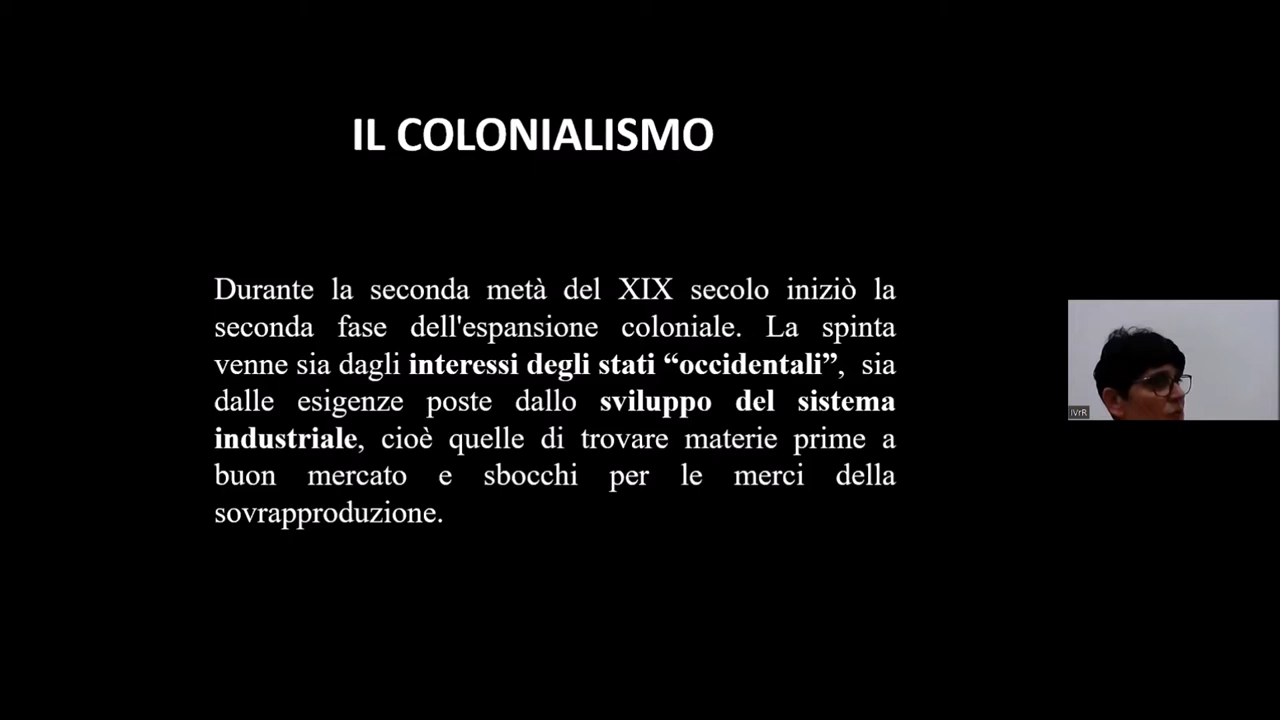 IL COLONIALISMO
Durante la seconda metà del XIX secolo iniziò la
seconda fase dell'espansione coloniale. La spinta
venne sia dagli interessi degli stati “occidentali”, sia
dalle esigenze poste dallo sviluppo del sistema
industriale, cioè quelle di trovare materie prime a
buon mercato e sbocchi per le merci della
sovrapproduzione.
IVrR